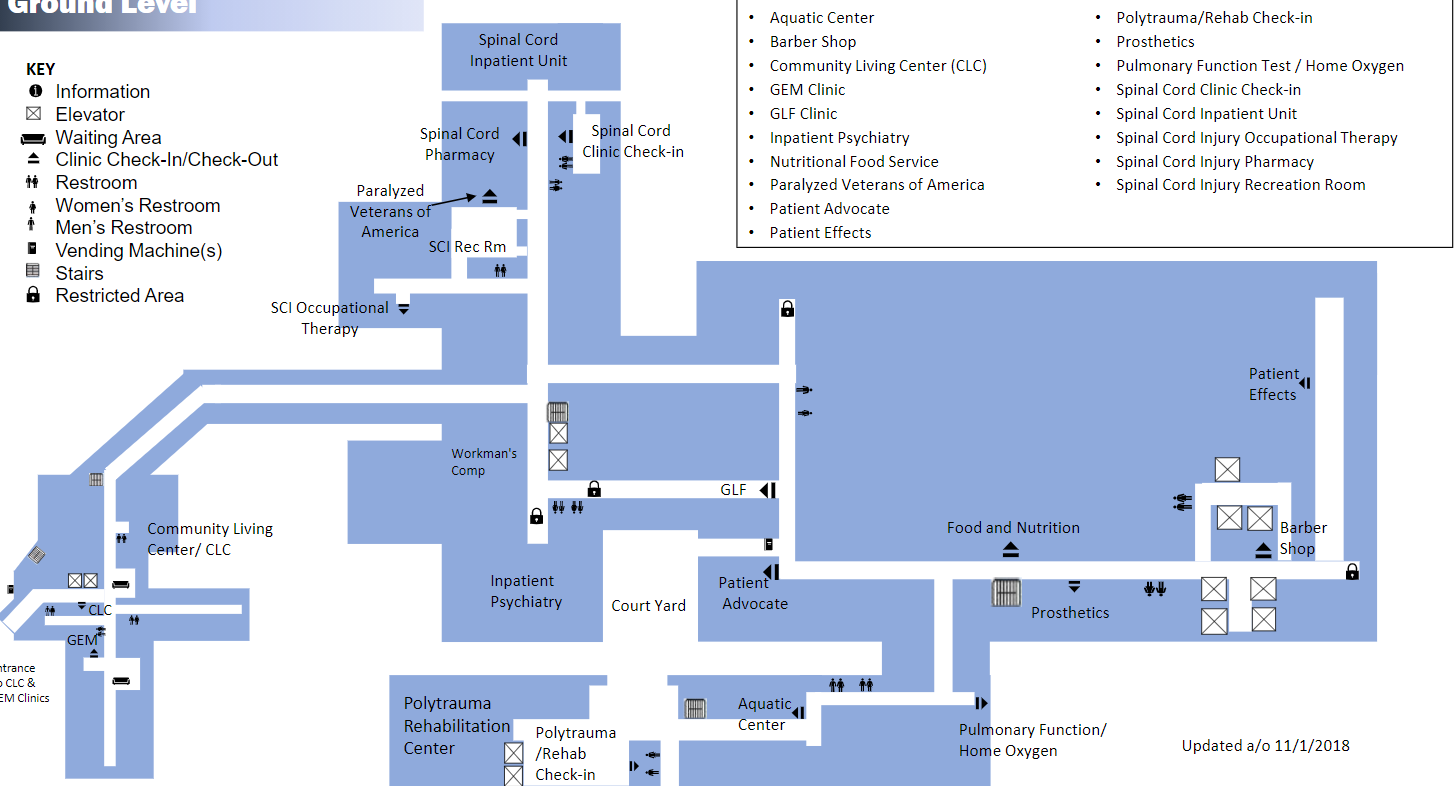 Ground Level
KEY
Information
Elevator
Waiting Area
Clinic Check-In/Check-Out
Restroom
Women's Restroom
Men's Restroom
Vending Machine(s)
Stairs
Restricted Area
• Aquatic Center
• Barber Shop
• Community Living Center (CLC)
• GEM Clinic
• GLF Clinic
• Inpatient Psychiatry
• Nutritional Food Service
• Paralyzed Veterans of America
• Patient Advocate
• Patient Effects
• Polytrauma/Rehab Check-in
• Prosthetics
• Pulmonary Function Test / Home Oxygen
• Spinal Cord Clinic Check-in
• Spinal Cord Inpatient Unit
• Spinal Cord Injury Occupational Therapy
• Spinal Cord Injury Pharmacy
• Spinal Cord Injury Recreation Room
Spinal Cord
Inpatient Unit
Spinal Cord
Pharmacy
Spinal Cord
Clinic Check-in
Paralyzed
Veterans of
America
SCI Rec Rm
SCI Occupational
Therapy
Patient
Effects
Workman's
Comp
GLF
Community Living
Center/ CLC
Food and Nutrition
Barber
Shop
Inpatient
Psychiatry
Court Yard
Patient
Advocate
Prosthetics
CLC
GEM
CLC &
Clinics
Polytrauma
Rehabilitation
Center
Polytrauma
/Rehab
Check-in
Aquatic
Center
Pulmonary Function/
Home Oxygen
Updated a/o 11/1/2018